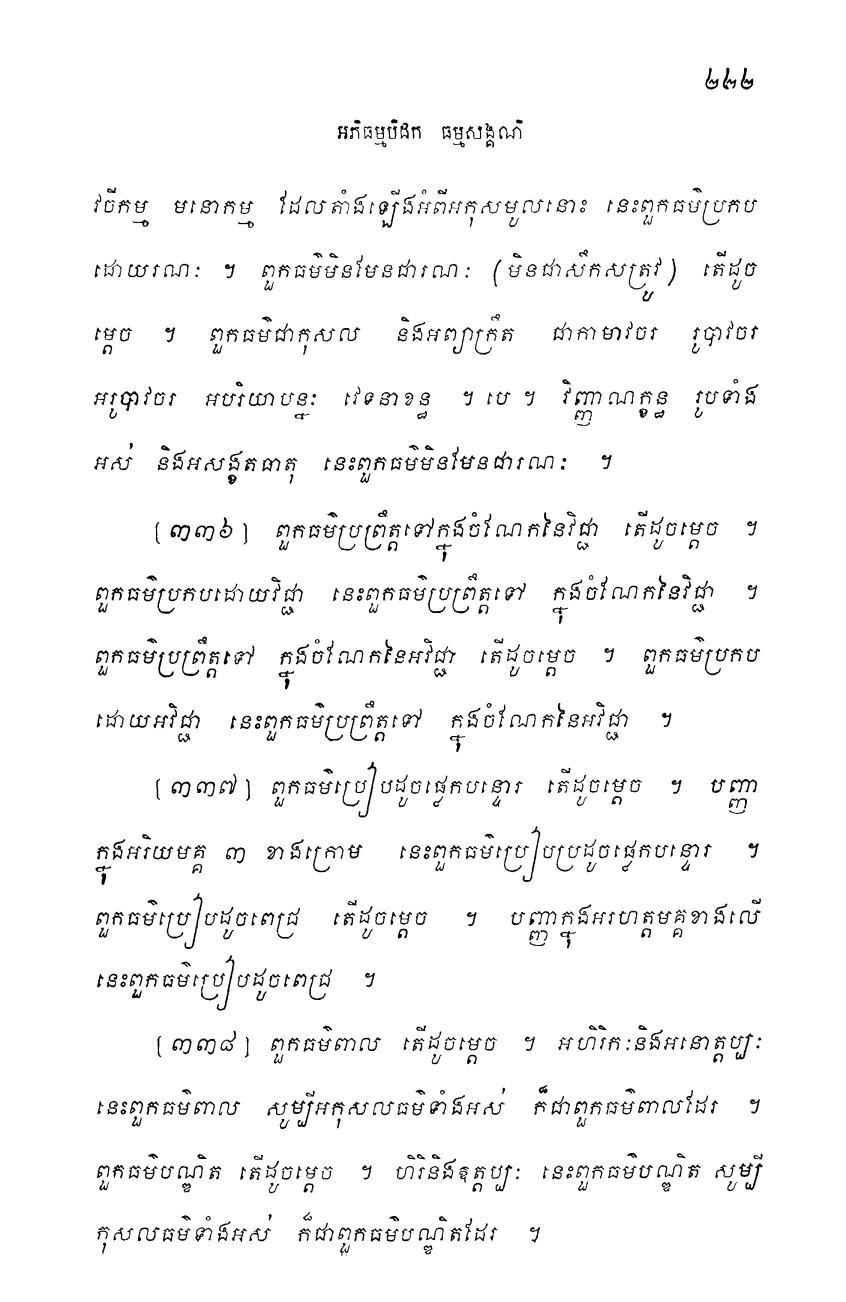 ២៤២
អភិធម្មបិដក ធម្មសង្គណិ
វចីកម្ម មនោកម្ម ដែលតាំងឡើងអំពីអកុសមូលនោះ នេះពួកធម៌ប្រកប
ដោយរណៈ ។ ពួកធម៌មិនមែនជារណៈ (មិនជាសឹកសត្រូវ) តើដូច
ម្តេច ។ ពួកធម៌ជាកុសល និងអព្យាក្រឹត ជាកាមាវចរ រូបាវចរ
អរូបាវចរ អបរិយាបន្នៈ វេទនាខន្ធ ។ បេ ។ វិញ្ញាណក្ខន្ធ រូបទាំង
អស់ និងអសង្ខតធាតុ នេះពួកធម៌មិនមែនជារណៈ ។
[៣៣៦] ពួកធម៌ប្រព្រឹត្តទៅក្នុងចំណែកនៃវិជ្ជា តើដូចម្តេច ។
ពួកធម៌ប្រកបដោយវិជ្ជា នេះពួកធម៌ប្រព្រឹត្តទៅ ក្នុងចំណែកនៃវិជ្ជា ។
ពួកធម៌ប្រព្រឹត្តទៅ ក្នុងចំណែកនៃអវិជ្ជា តើដូចម្តេច ។ ពួកធម៌ប្រកប
ដោយអវិជ្ជា នេះពួកធម៌ប្រព្រឹត្តទៅ ក្នុងចំណែកនៃអវិជ្ជា ។
[៣៣៧] ពួកធម៌ប្រៀបដូចផ្លេកបន្ទោរ តើដូចម្តេច ។ បញ្ញា
ក្នុងអរិយមគ្គ ៣ ខាងក្រោម នេះពួកធម៌ប្រៀបប្រដូចផ្លេកបន្ទោរ ។
ពួកធម៌ប្រៀបដូចពេជ្រ តើដូចម្តេច ។ បញ្ញាក្នុងអរហត្តមគ្គខាងលើ
នេះពួកធម៌ប្រៀបដូចពេជ្រ ។
[៣៣៨] ពួកធម៌ពាល តើដូចម្តេច ។ អហិរិកៈនិងអនោត្តប្បៈ
នេះពួកធម៌ពាល សូម្បីអកុសលធម៌ទាំងអស់ ក៏ជាពួកធម៌ពាលដែរ ។
ពួកធម៌បណ្ឌិត តើដូចម្តេច ។ ហិរិនិងឧត្តប្បៈ នេះពួកធម៌បណ្ឌិត សូម្បី
កុសលធម៌ទាំងអស់ ក៏ជាពួកធម៌បណ្ឌិតដែរ ។